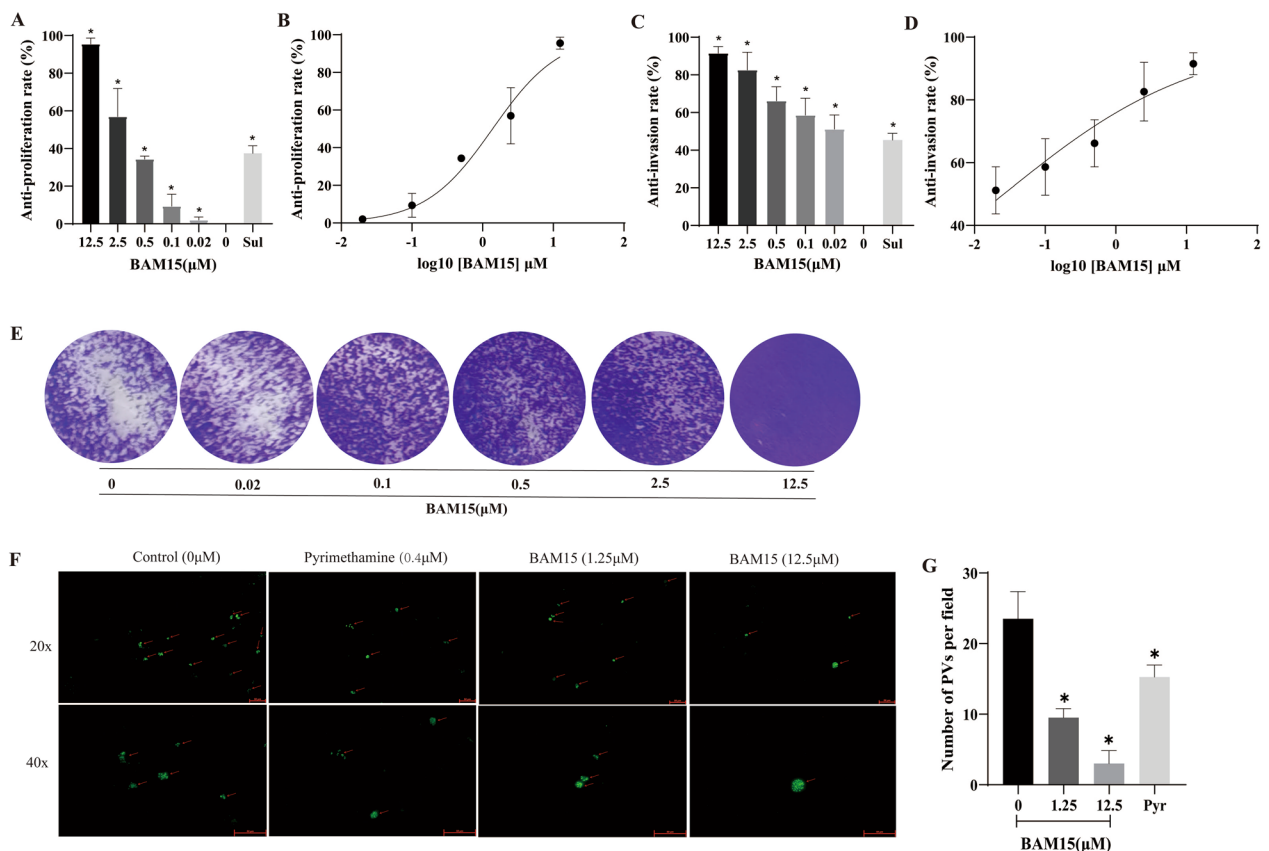 A
Anti-proliferation rate (%)
100
80
60
40
20
0
* * * * * *
12.5 2.5 0.5 0.1 0.02 0 Sul
BAM15(μM)
B
Anti-proliferation rate (%)
100
80
60
40
20
0
-2 -1 0 1 2
log10 [BAM15] μM
C
Anti-invasion rate (%)
100
80
60
40
20
0
* * * * * *
12.5 2.5 0.5 0.1 0.02 0 Sul
BAM15(μM)
D
Anti-invasion rate (%)
100
80
60
40
-2 -1 0 1 2
log10 [BAM15] μM
E
0 0.02 0.1 0.5 2.5 12.5
BAM15(μM)
F
Control (0μM) Pyrimethamine (0.4μM) BAM15 (1.25μM) BAM15 (12.5μM)
20x
40x
G
Number of PVs per field
30
20
10
0
* * *
0 1.25 12.5 Pyr
BAM15(μM)